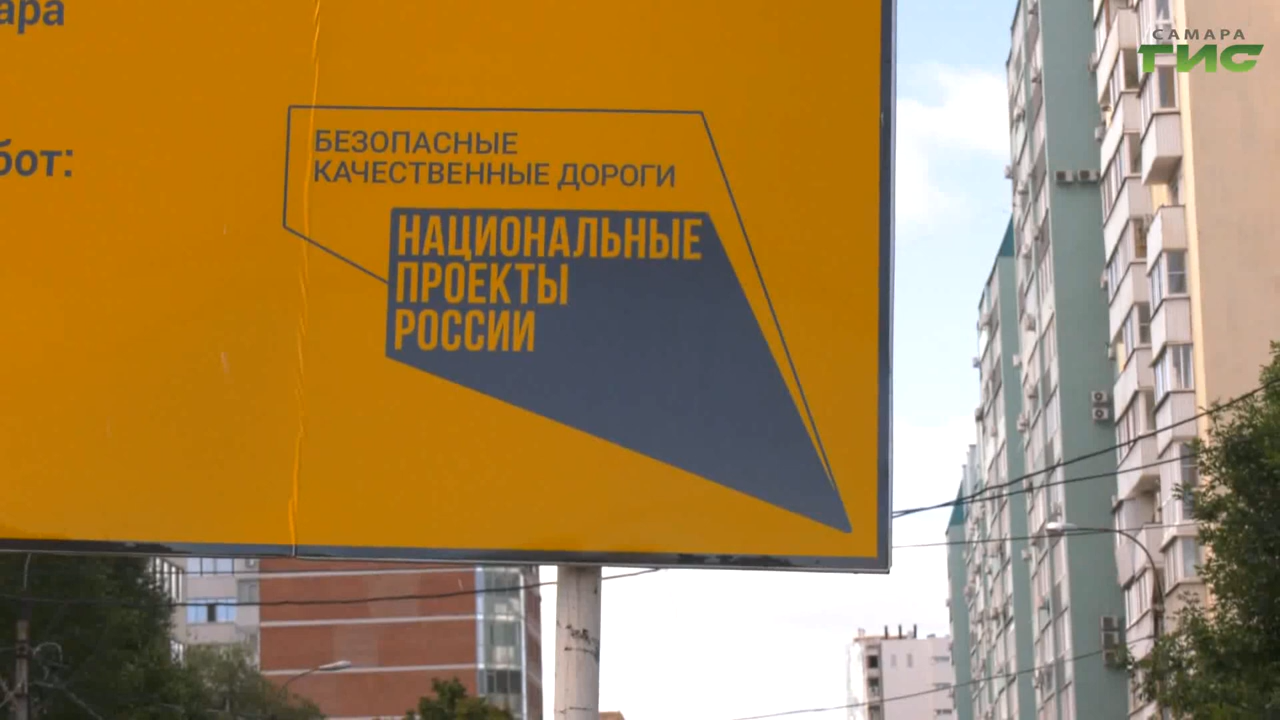 САМАРА
ГИС
ара
бот:
БЕЗОПАСНЫЕ
КАЧЕСТВЕННЫЕ ДОРОГИ
НАЦИОНАЛЬНЫЕ
ПРОЕКТЫ
РОССИИ